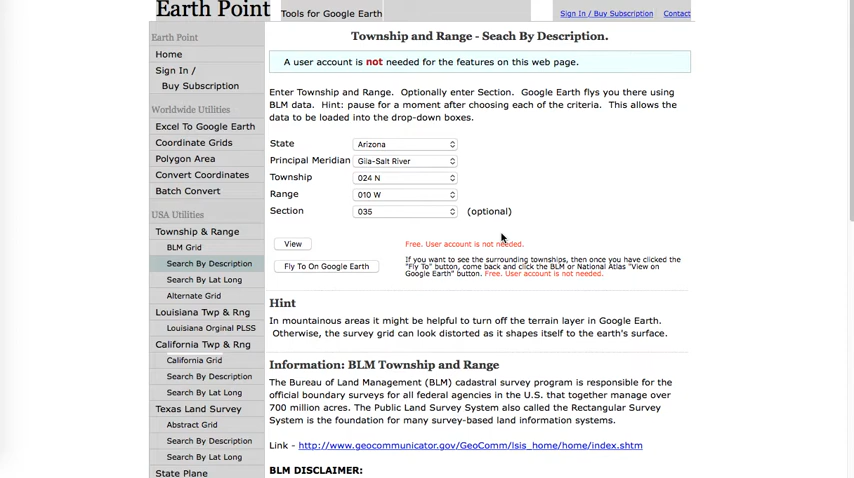 Earth Point
Tools for Google Earth
Sign In / Buy Subscription
Contact
Earth Point
Home
Sign In /
Buy Subscription
Worldwide Utilities
Excel To Google Earth
Coordinate Grids
Polygon Area
Convert Coordinates
Batch Convert
USA Utilities
Township & Range
BLM Grid
Search By Description
Search By Lat Long
Alternate Grid
Louisiana Twp & Rng
Louisiana Orginal PLSS
California Twp & Rng
California Grid
Search By Description
Search By Lat Long
Texas Land Survey
Abstract Grid
Search By Description
Search By Lat Long
State Plane
Township and Range - Seach By Description.
A user account is not needed for the features on this web page.
Enter Township and Range. Optionally enter Section. Google Earth flys you there using
BLM data. Hint: pause for a moment after choosing each of the criteria. This allows the
data to be loaded into the drop-down boxes.
State Arizona
Principal Meridian Gila-Salt River
Township 024 N
Range 010 W
Section 035 (optional)
View
Free. User account is not needed.
Fly To On Google Earth
If you want to see the surrounding townships, then once you have clicked the
"Fly To" button, come back and click the BLM or National Atlas "View on
Google Earth" button. Free. User account is not needed.
Hint
In mountainous areas it might be helpful to turn off the terrain layer in Google Earth.
Otherwise, the survey grid can look distorted as it shapes itself to the earth's surface.
Information: BLM Township and Range
The Bureau of Land Management (BLM) cadastral survey program is responsible for the
official boundary surveys for all federal agencies in the U.S. that together manage over
700 million acres. The Public Land Survey System also called the Rectangular Survey
System is the foundation for many survey-based land information systems.
Link - http://www.geocommunicator.gov/GeoComm/lsis_home/home/index.shtm
BLM DISCLAIMER: